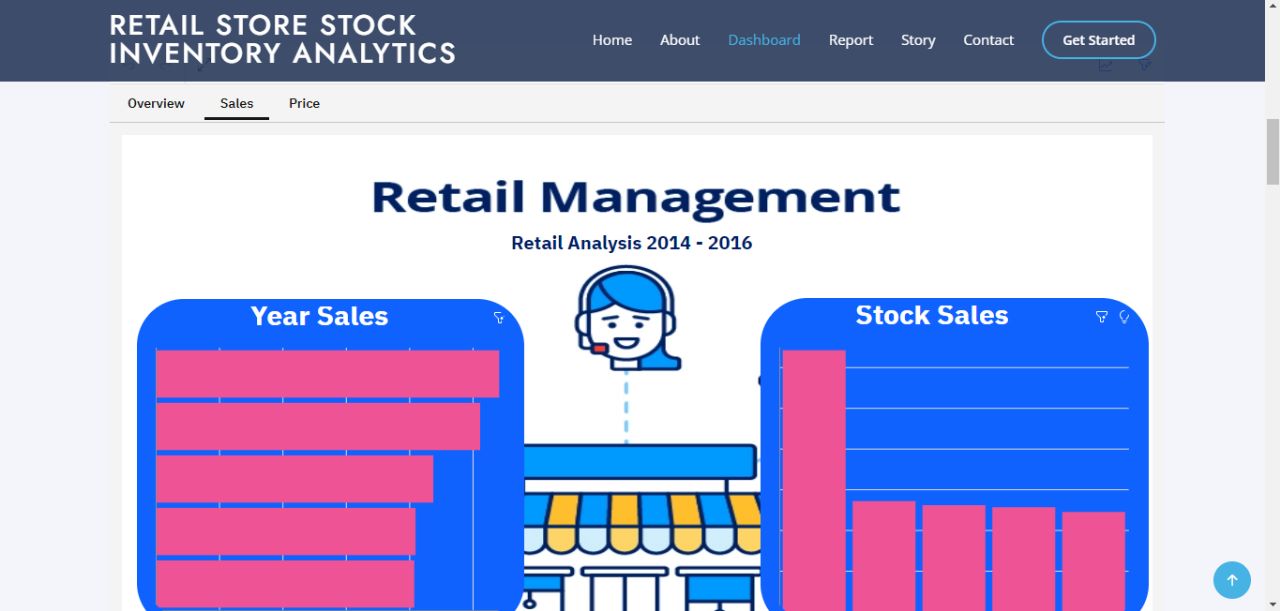 RETAIL STORE STOCK
INVENTORY ANALYTICS
Home About Dashboard Report Story Contact Get Started
Overview Sales Price
Retail Management
Retail Analysis 2014 - 2016
Year Sales
Stock Sales